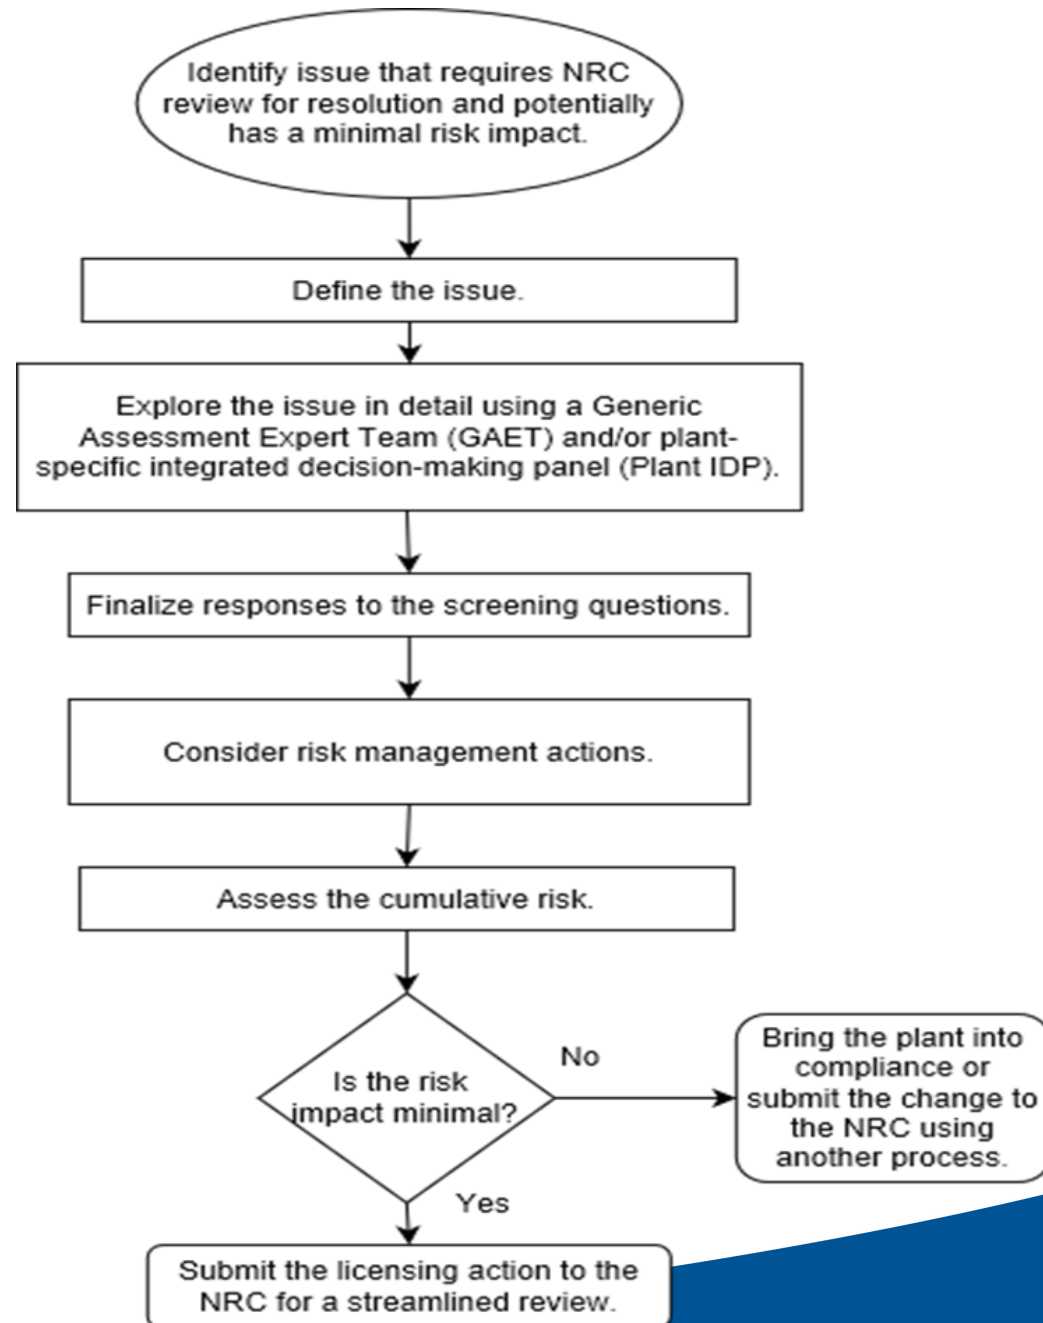 Identify issue that requires NRC
review for resolution and potentially
has a minimal risk impact.
Define the issue.
Explore the issue in detail using a Generic
Assessment Expert Team (GAET) and/or plant-
specific integrated decision-making panel (Plant IDP).
Finalize responses to the screening questions.
Consider risk management actions.
Assess the cumulative risk.
Is the risk
impact minimal?
No
Bring the plant into
compliance or
submit the change to
the NRC using
another process.
Yes
Submit the licensing action to the
NRC for a streamlined review.